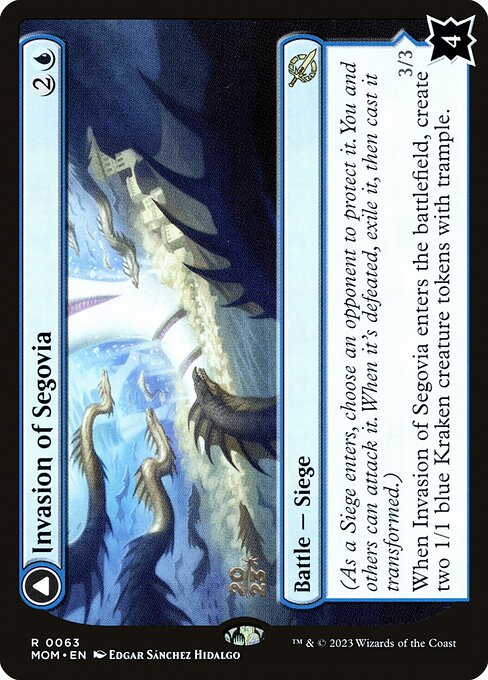 Invasion of Segovia
2
Battle — Siege
(As a Siege enters, choose an opponent to protect it. You and
others can attack it. When it's defeated, exile it, then cast it
transformed.)
3/3
When Invasion of Segovia enters the battlefield, create
two 1/1 blue Kraken creature tokens with trample.
4
2023
R 0063
MOM • EN Edgar Sánchez Hidalgo
™ & © 2023 Wizards of the Coast